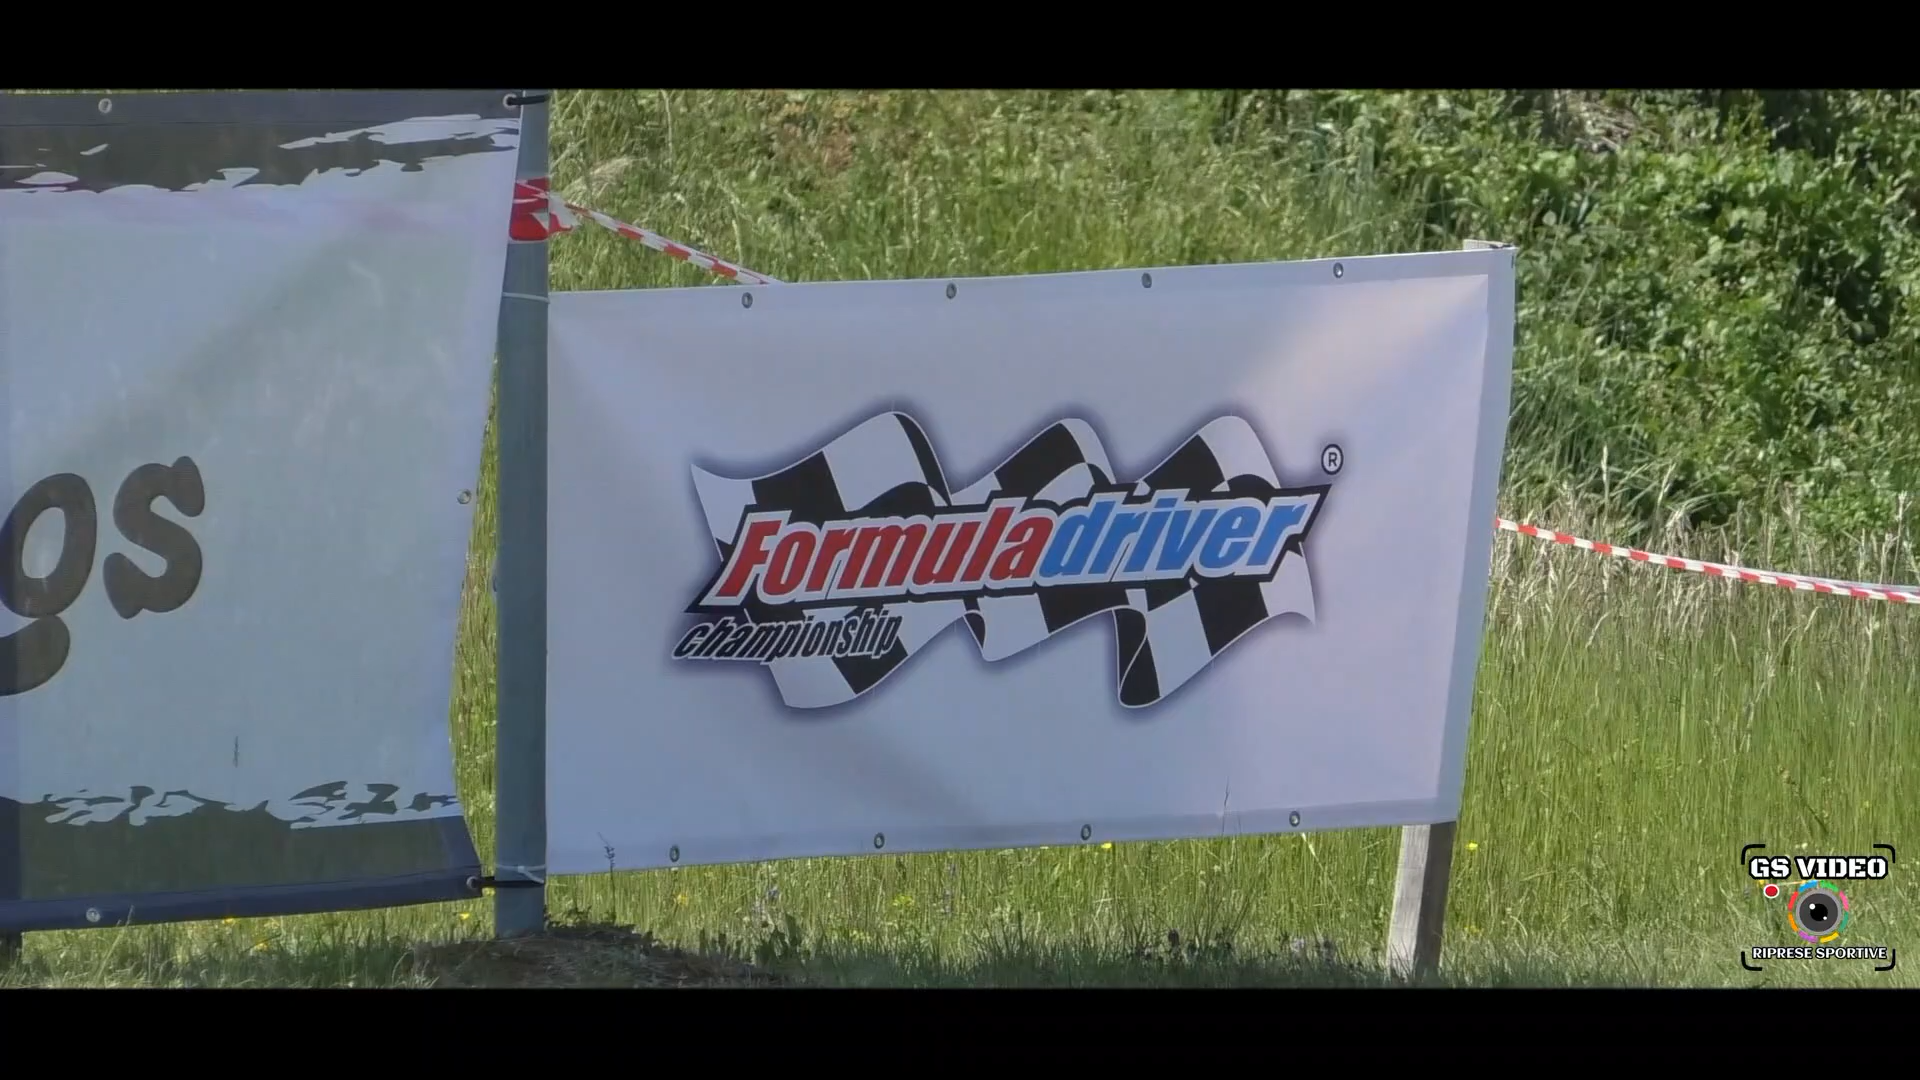 gs
Formuladriver
®
championship
GS VIDEO
RIPRESE SPORTIVE